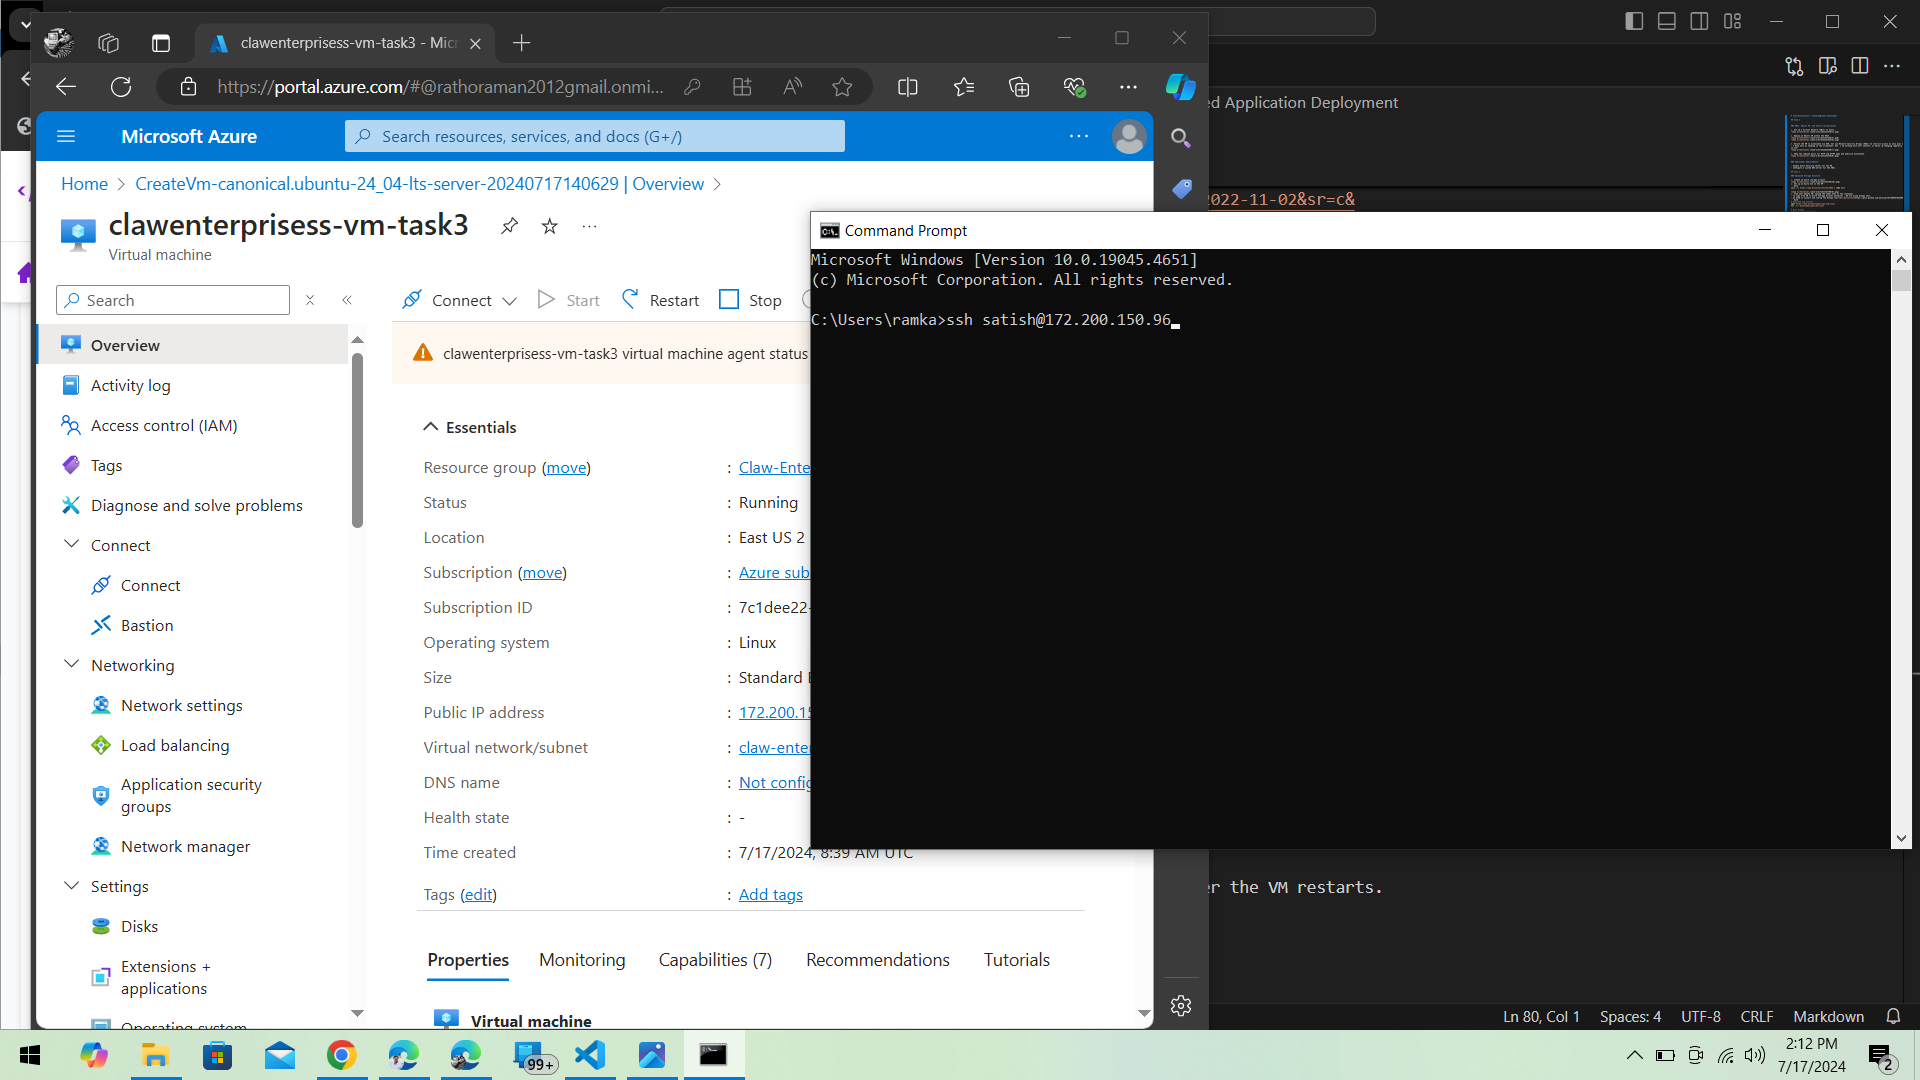 clawenterprisess-vm-task3 - Mic
https://portal.azure.com/#@rathoraman2012gmail.onmi...
Microsoft Azure
Search resources, services, and docs (G+/)
Home > CreateVm-canonical.ubuntu-24_04-lts-server-20240717140629 | Overview >
clawenterprisess-vm-task3
Virtual machine
Search
Connect
Start
Restart
Stop
Overview
Activity log
Access control (IAM)
Tags
Diagnose and solve problems
Connect
Connect
Bastion
Networking
Network settings
Load balancing
Application security
groups
Network manager
Settings
Disks
Extensions +
applications
Operating system
clawenterprisess-vm-task3 virtual machine agent status
Essentials
Resource group (move) : Claw-Ente
Status : Running
Location : East US 2
Subscription (move) : Azure sub
Subscription ID : 7c1dee22-
Operating system : Linux
Size : Standard
Public IP address : 172.200.15
Virtual network/subnet : claw-enter
DNS name : Not config
Health state : -
Time created : 7/17/2024, 8:39 AM UTC
Tags (edit) : Add tags
Properties Monitoring Capabilities (7) Recommendations Tutorials
Virtual machine
ed Application Deployment
2022-11-02&sr=c&
Command Prompt
Microsoft Windows [Version 10.0.19045.4651]
(c) Microsoft Corporation. All rights reserved.
C:\Users\ramka>ssh satish@172.200.150.96
er the VM restarts.
Ln 80, Col 1 Spaces: 4 UTF-8 CRLF Markdown
99+
2:12 PM
7/17/2024
2